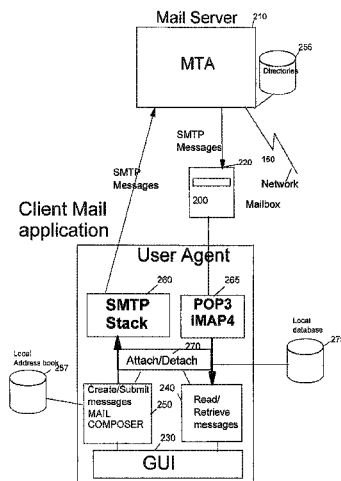 Mail Server
210
MTA
256
Directories
SMTP
Messages
SMTP
Messages
220
160
200
Network
Mailbox
Client Mail
application
User Agent
260
265
SMTP
Stack
POP3
iMAP4
Local
database
270
Attach/Detach
Local
Address book
257
Create/Submit
messages
MAIL
COMPOSER
250
240
Read/
Retrieve
messages
230
GUI